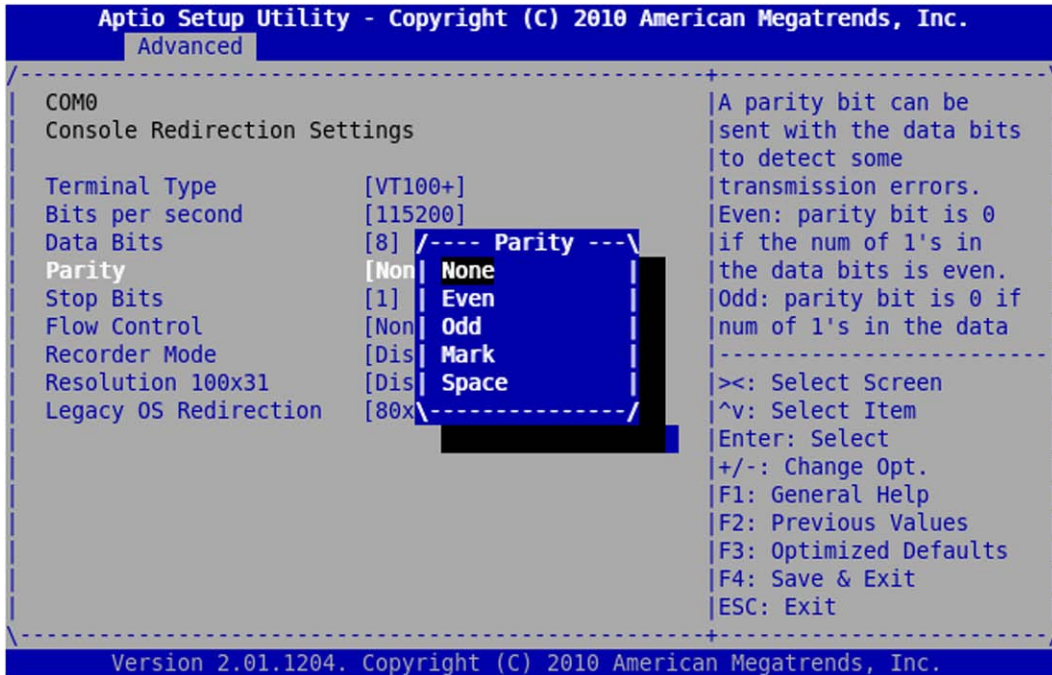 Aptio Setup Utility - Copyright (C) 2010 American Megatrends, Inc.
Advanced
COM0
Console Redirection Settings
Terminal Type [VT100+]
Bits per second [115200]
Data Bits [8]
Parity [Non
Stop Bits [1]
Flow Control [Non
Recorder Mode [Dis
Resolution 100x31 [Dis
Legacy OS Redirection [80x
Parity
None
Even
Odd
Mark
Space
A parity bit can be
sent with the data bits
to detect some
transmission errors.
Even: parity bit is 0
if the num of 1's in
the data bits is even.
Odd: parity bit is 0 if
num of 1's in the data
><: Select Screen
^v: Select Item
Enter: Select
+/-: Change Opt.
F1: General Help
F2: Previous Values
F3: Optimized Defaults
F4: Save & Exit
ESC: Exit
Version 2.01.1204. Copyright (C) 2010 American Megatrends, Inc.